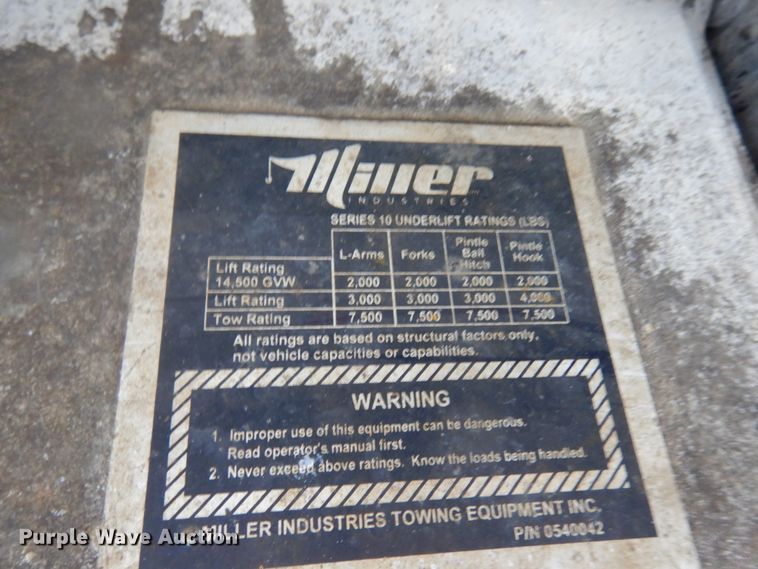 Miller
INDUSTRIES
SERIES 10 UNDERLIFT RATINGS (LBS)
L-Arms Forks Pintle Ball Hitch Pintle Hook
Lift Rating 14,500 GVW 2,000 2,000 2,000 2,000
Lift Rating 3,000 3,000 3,000 4,000
Tow Rating 7,500 7,500 7,500 7,500
All ratings are based on structural factors only,
not vehicle capacities or capabilities.
WARNING
1. Improper use of this equipment can be dangerous.
Read operator's manual first.
2. Never exceed above ratings. Know the loads being handled.
MILLER INDUSTRIES TOWING EQUIPMENT INC.
P/N 0540042
Purple Wave Auction